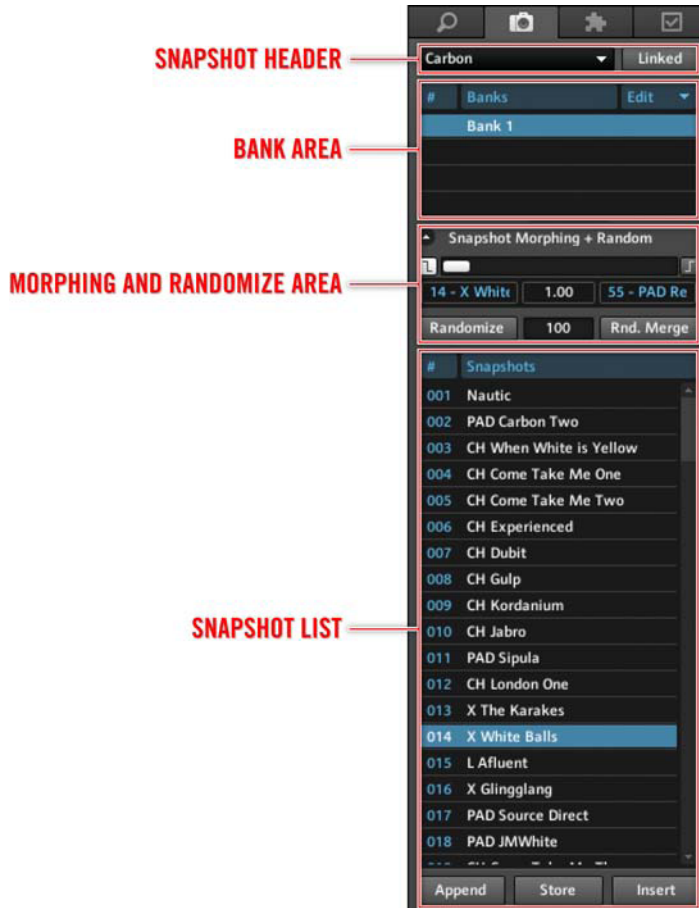 SNAPSHOT HEADER
Carbon
Linked
# Banks Edit
BANK AREA
Bank 1
MORPHING AND RANDOMIZE AREA
Snapshot Morphing + Random
14 - X White 1.00 55 - PAD Re
Randomize 100 Rnd. Merge
# Snapshots
001 Nautic
002 PAD Carbon Two
003 CH When White is Yellow
004 CH Come Take Me One
005 CH Come Take Me Two
006 CH Experienced
007 CH Dubit
008 CH Gulp
009 CH Kordanium
SNAPSHOT LIST
010 CH Jabro
011 PAD Sipula
012 CH London One
013 X The Karakes
014 X White Balls
015 L Afluent
016 X Glingglang
017 PAD Source Direct
018 PAD JMWhite
Append Store Insert